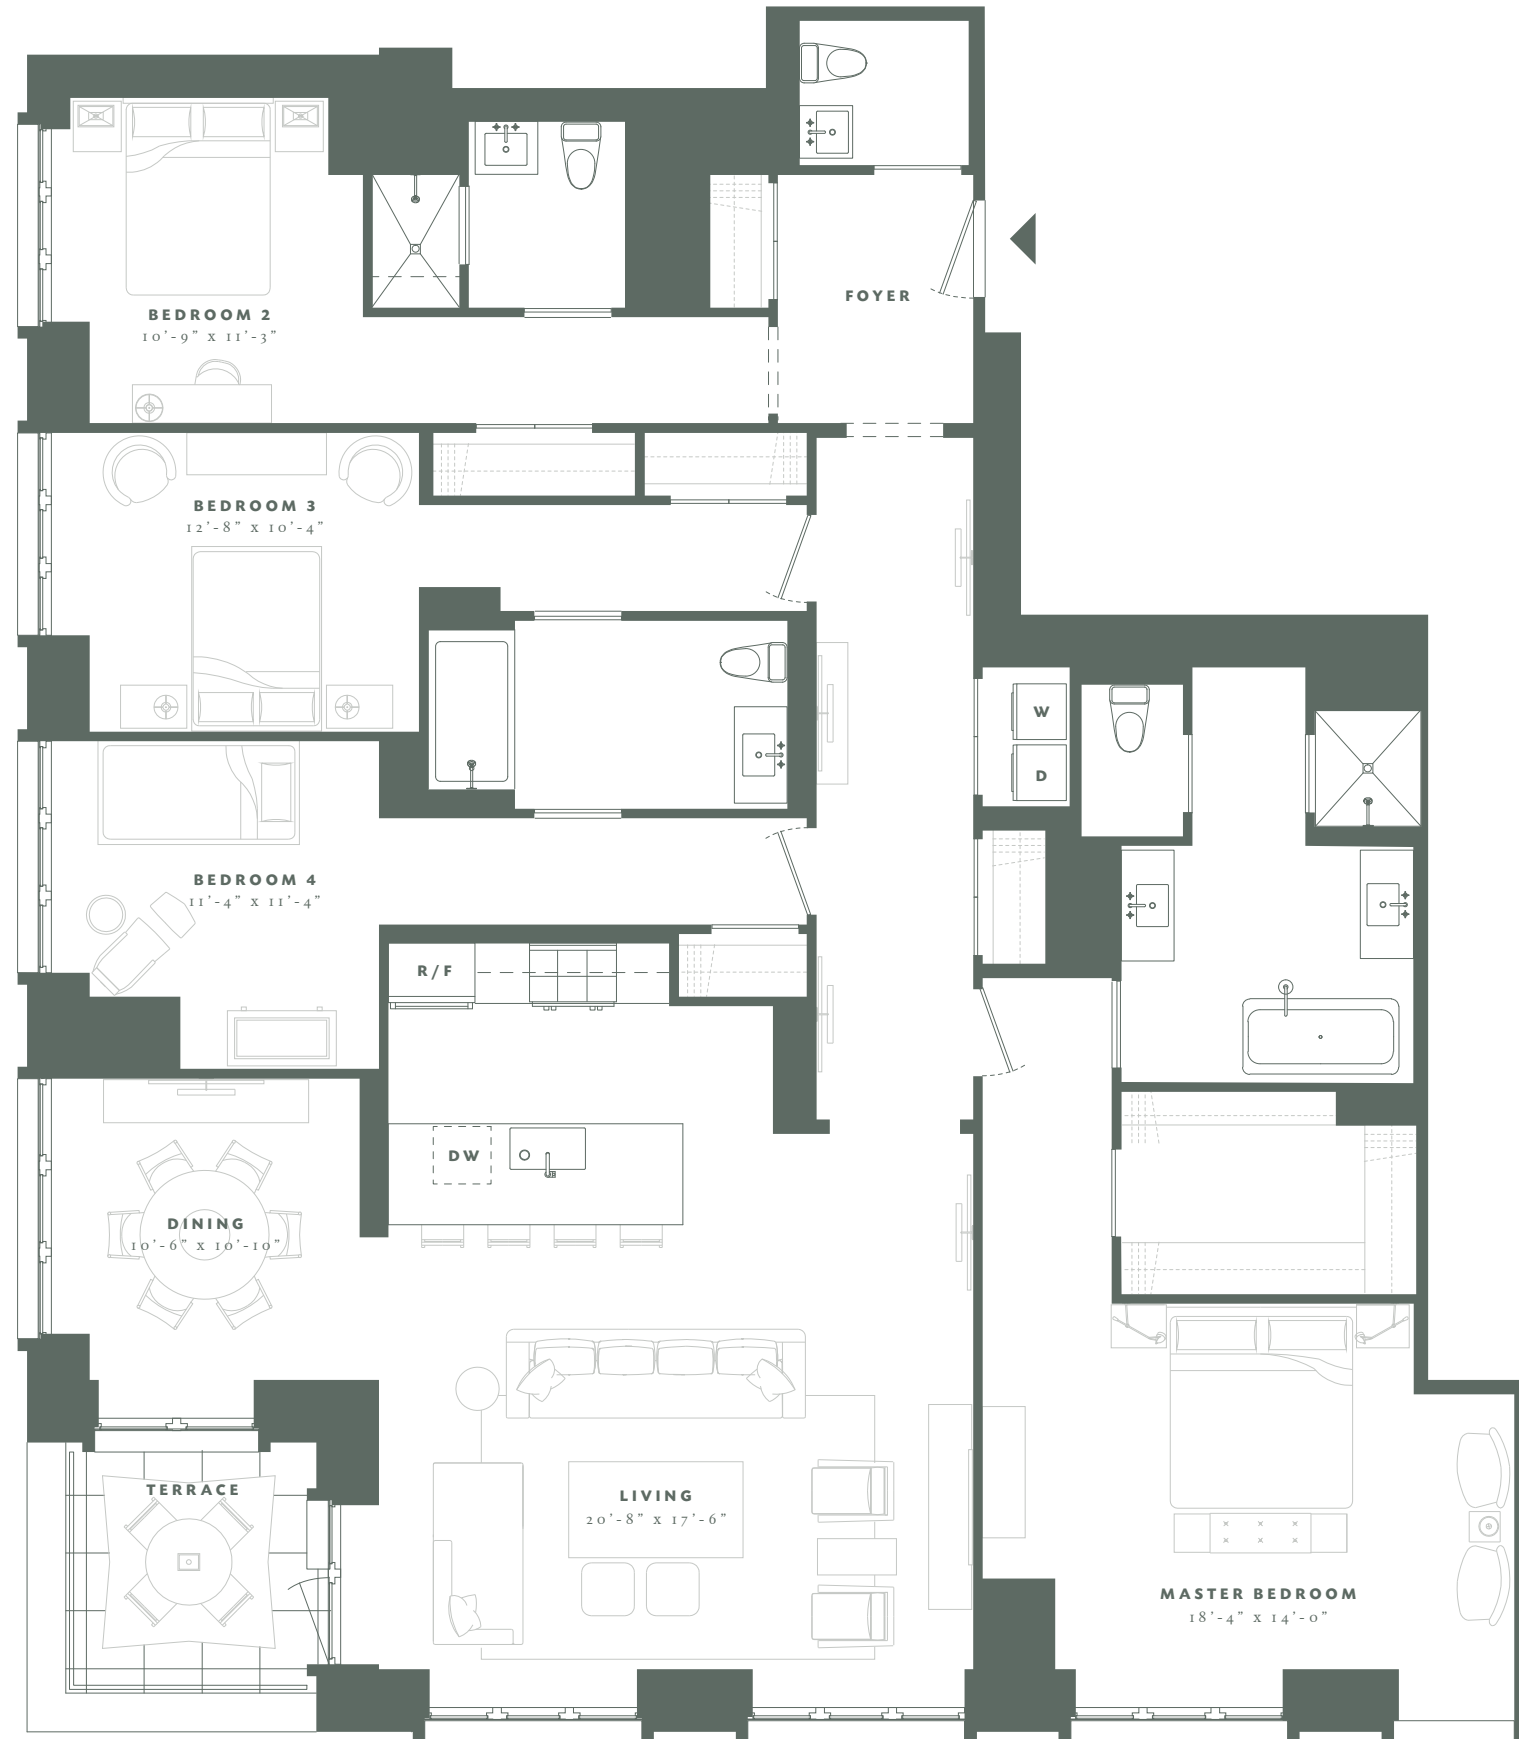 FOYER
BEDROOM 2
10'-9" X 11'-3"
BEDROOM 3
12'-8" X 10'-4"
W
D
BEDROOM 4
11'-4" X 11'-4"
R/F
DW
DINING
10'-6" X 10'-10"
TERRACE
LIVING
20'-8" X 17'-6"
MASTER BEDROOM
18'-4" X 14'-0"